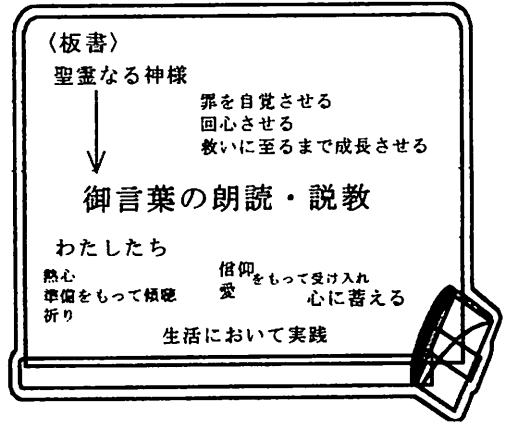 〈板書〉
聖霊なる神様
罪を自覚させる
回心させる
救いに至るまで成長させる
御言葉の朗読・説教
わたしたち
熱心
準備をもって傾聴
祈り
信仰
愛
をもって受け入れ
心に蓄える
生活において実践